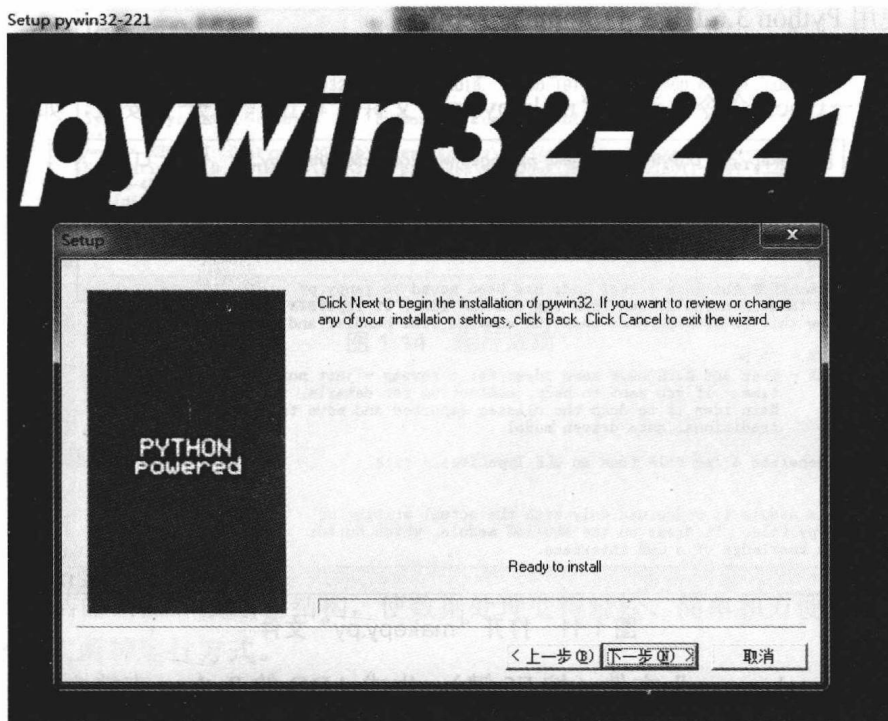 Setup pywin32-221
pywin32-221
Setup
x
Click Next to begin the installation of pywin32. If you want to review or change
any of your installation settings, click Back. Click Cancel to exit the wizard.
PYTHON
powered
Ready to install
< 上一步(B)
下一步(N) >
取消